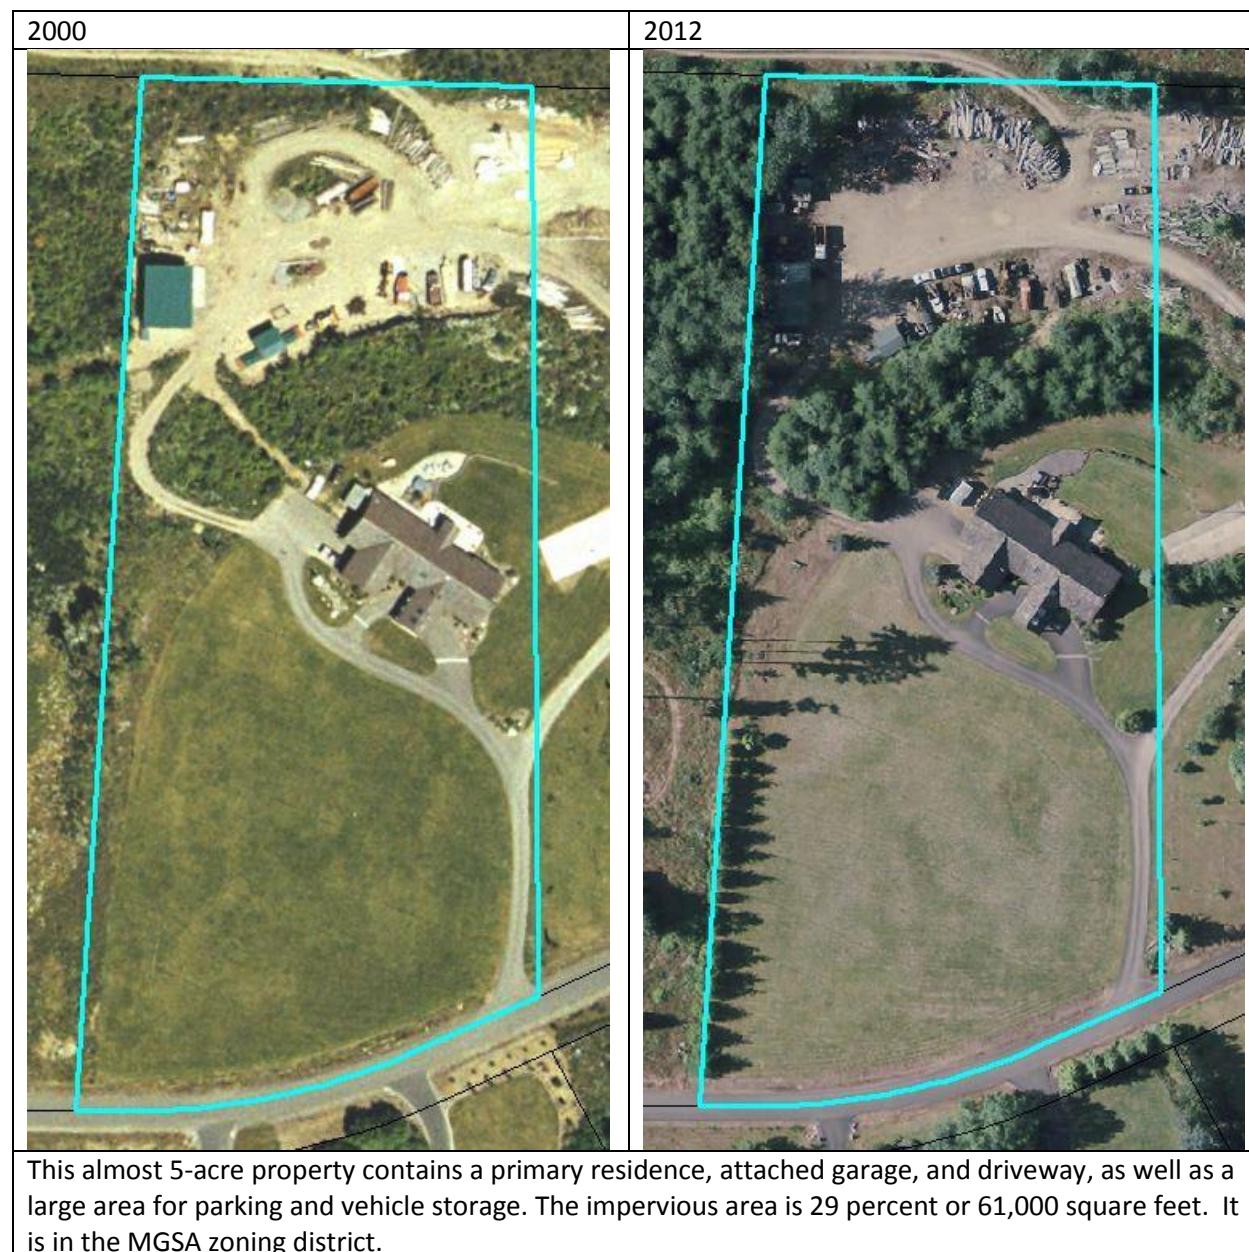 2000
2012
This almost 5-acre property contains a primary residence, attached garage, and driveway, as well as a
large area for parking and vehicle storage. The impervious area is 29 percent or 61,000 square feet.  It
is in the MGSA zoning district.